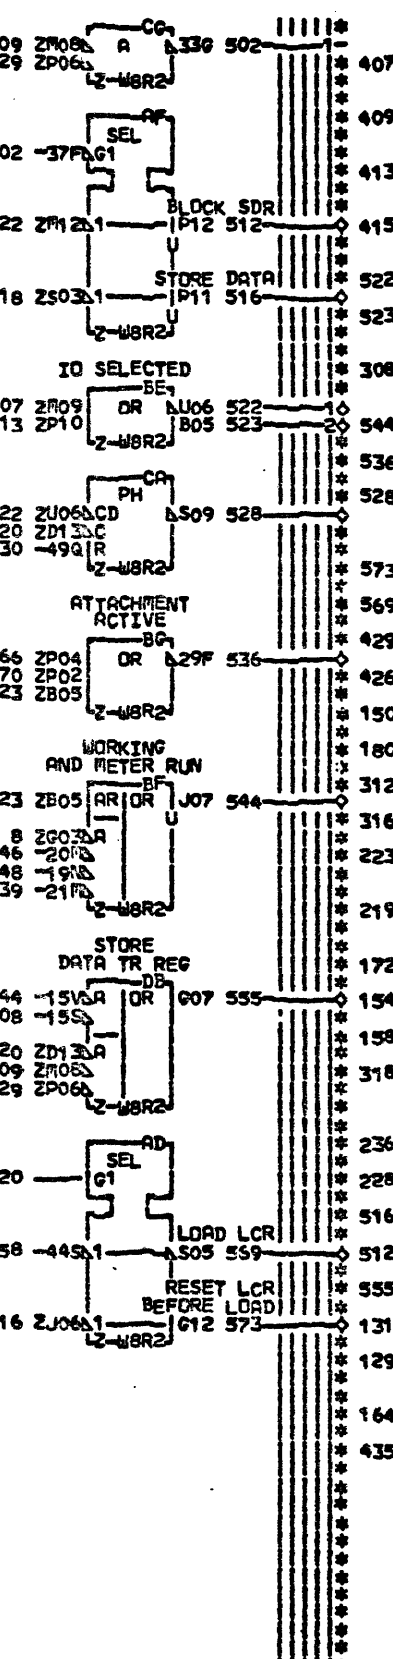 CG
09 ZM08 A 33G 502 1
29 ZP06 407
Z-W8R2
AF 409
SEL
02 -37F G1 413
BLOCK SDR
22 ZM12 1 P12 512 415
U
STORE DATA 522
18 ZS03 1 P11 516
U 523
Z-W8R2
IO SELECTED 308
BE
07 ZM09 OR U06 522 1
13 ZP10 B05 523 2 544
Z-W8R2
536
CA
PH 528
22 ZU06 CD S09 528
20 ZD13 C
30 -49Q R
Z-W8R2 573
ATTACHMENT 569
ACTIVE
BG 429
66 ZP04 OR 29F 536
70 ZP02 426
23 ZB05
Z-W8R2 150
WORKING 180
AND METER RUN
BF 312
23 ZB05 AR OR J07 544
U 316
8 ZG03 A
46 -20M 223
48 -19N
39 -21M
Z-W8R2 219
STORE
DATA TR REG 172
DB
44 -15V A OR G07 555 154
08 -15S
158
20 ZD13 A
09 ZM08 318
29 ZP06
Z-W8R2
AD 236
SEL
20 G1 228
516
LOAD LCR
58 -44S 1 S05 569 512
RESET LCR 555
BEFORE LOAD
16 ZJ06 1 G12 573 131
Z-W8R2
129
164
435